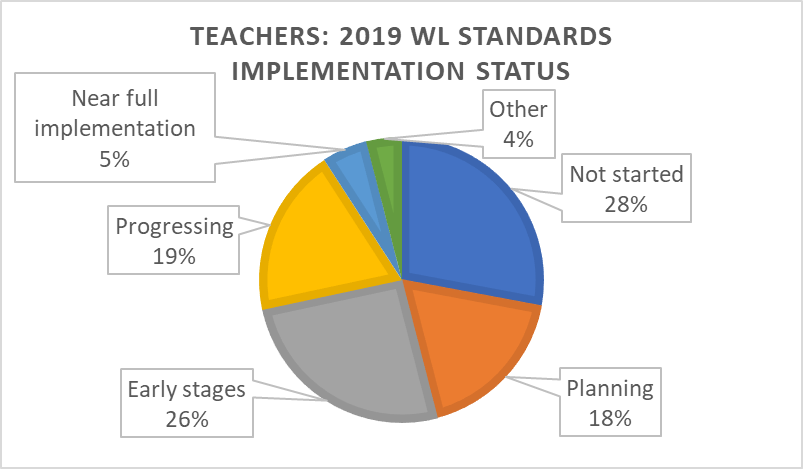 TEACHERS: 2019 WL STANDARDS
IMPLEMENTATION STATUS
Near full
implementation
5%
Other
4%
Not started
28%
Progressing
19%
Early stages
26%
Planning
18%